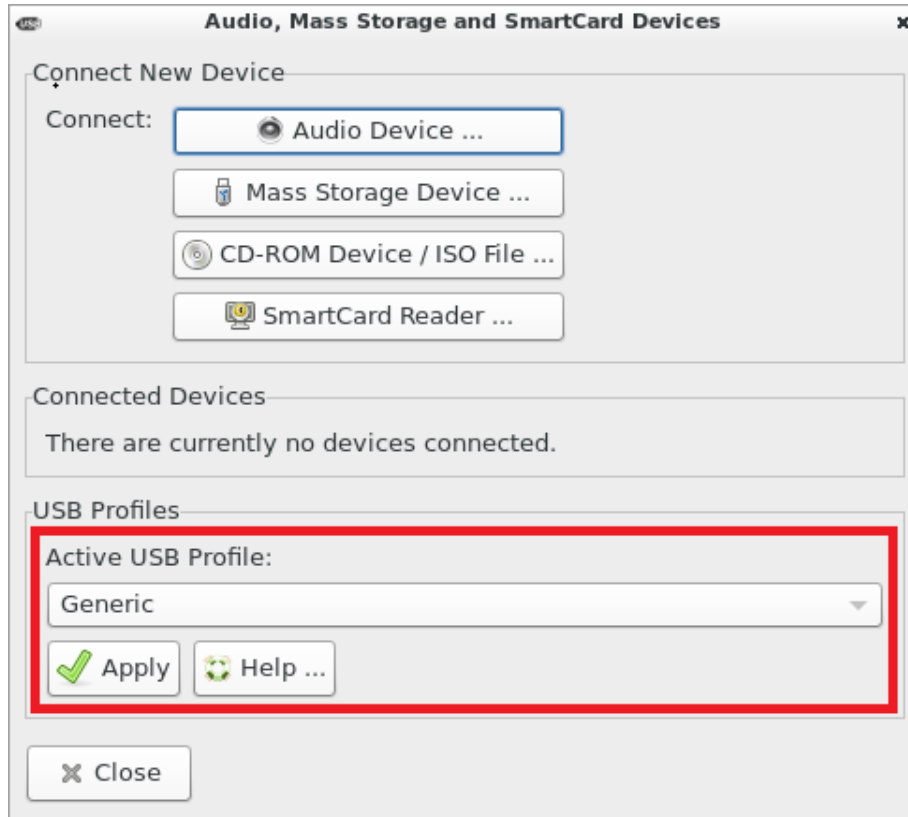 Audio, Mass Storage and SmartCard Devices
Connect New Device
Connect:
Audio Device ...
Mass Storage Device ...
CD-ROM Device / ISO File ...
SmartCard Reader ...
Connected Devices
There are currently no devices connected.
USB Profiles
Active USB Profile:
Generic
Apply Help ...
Close